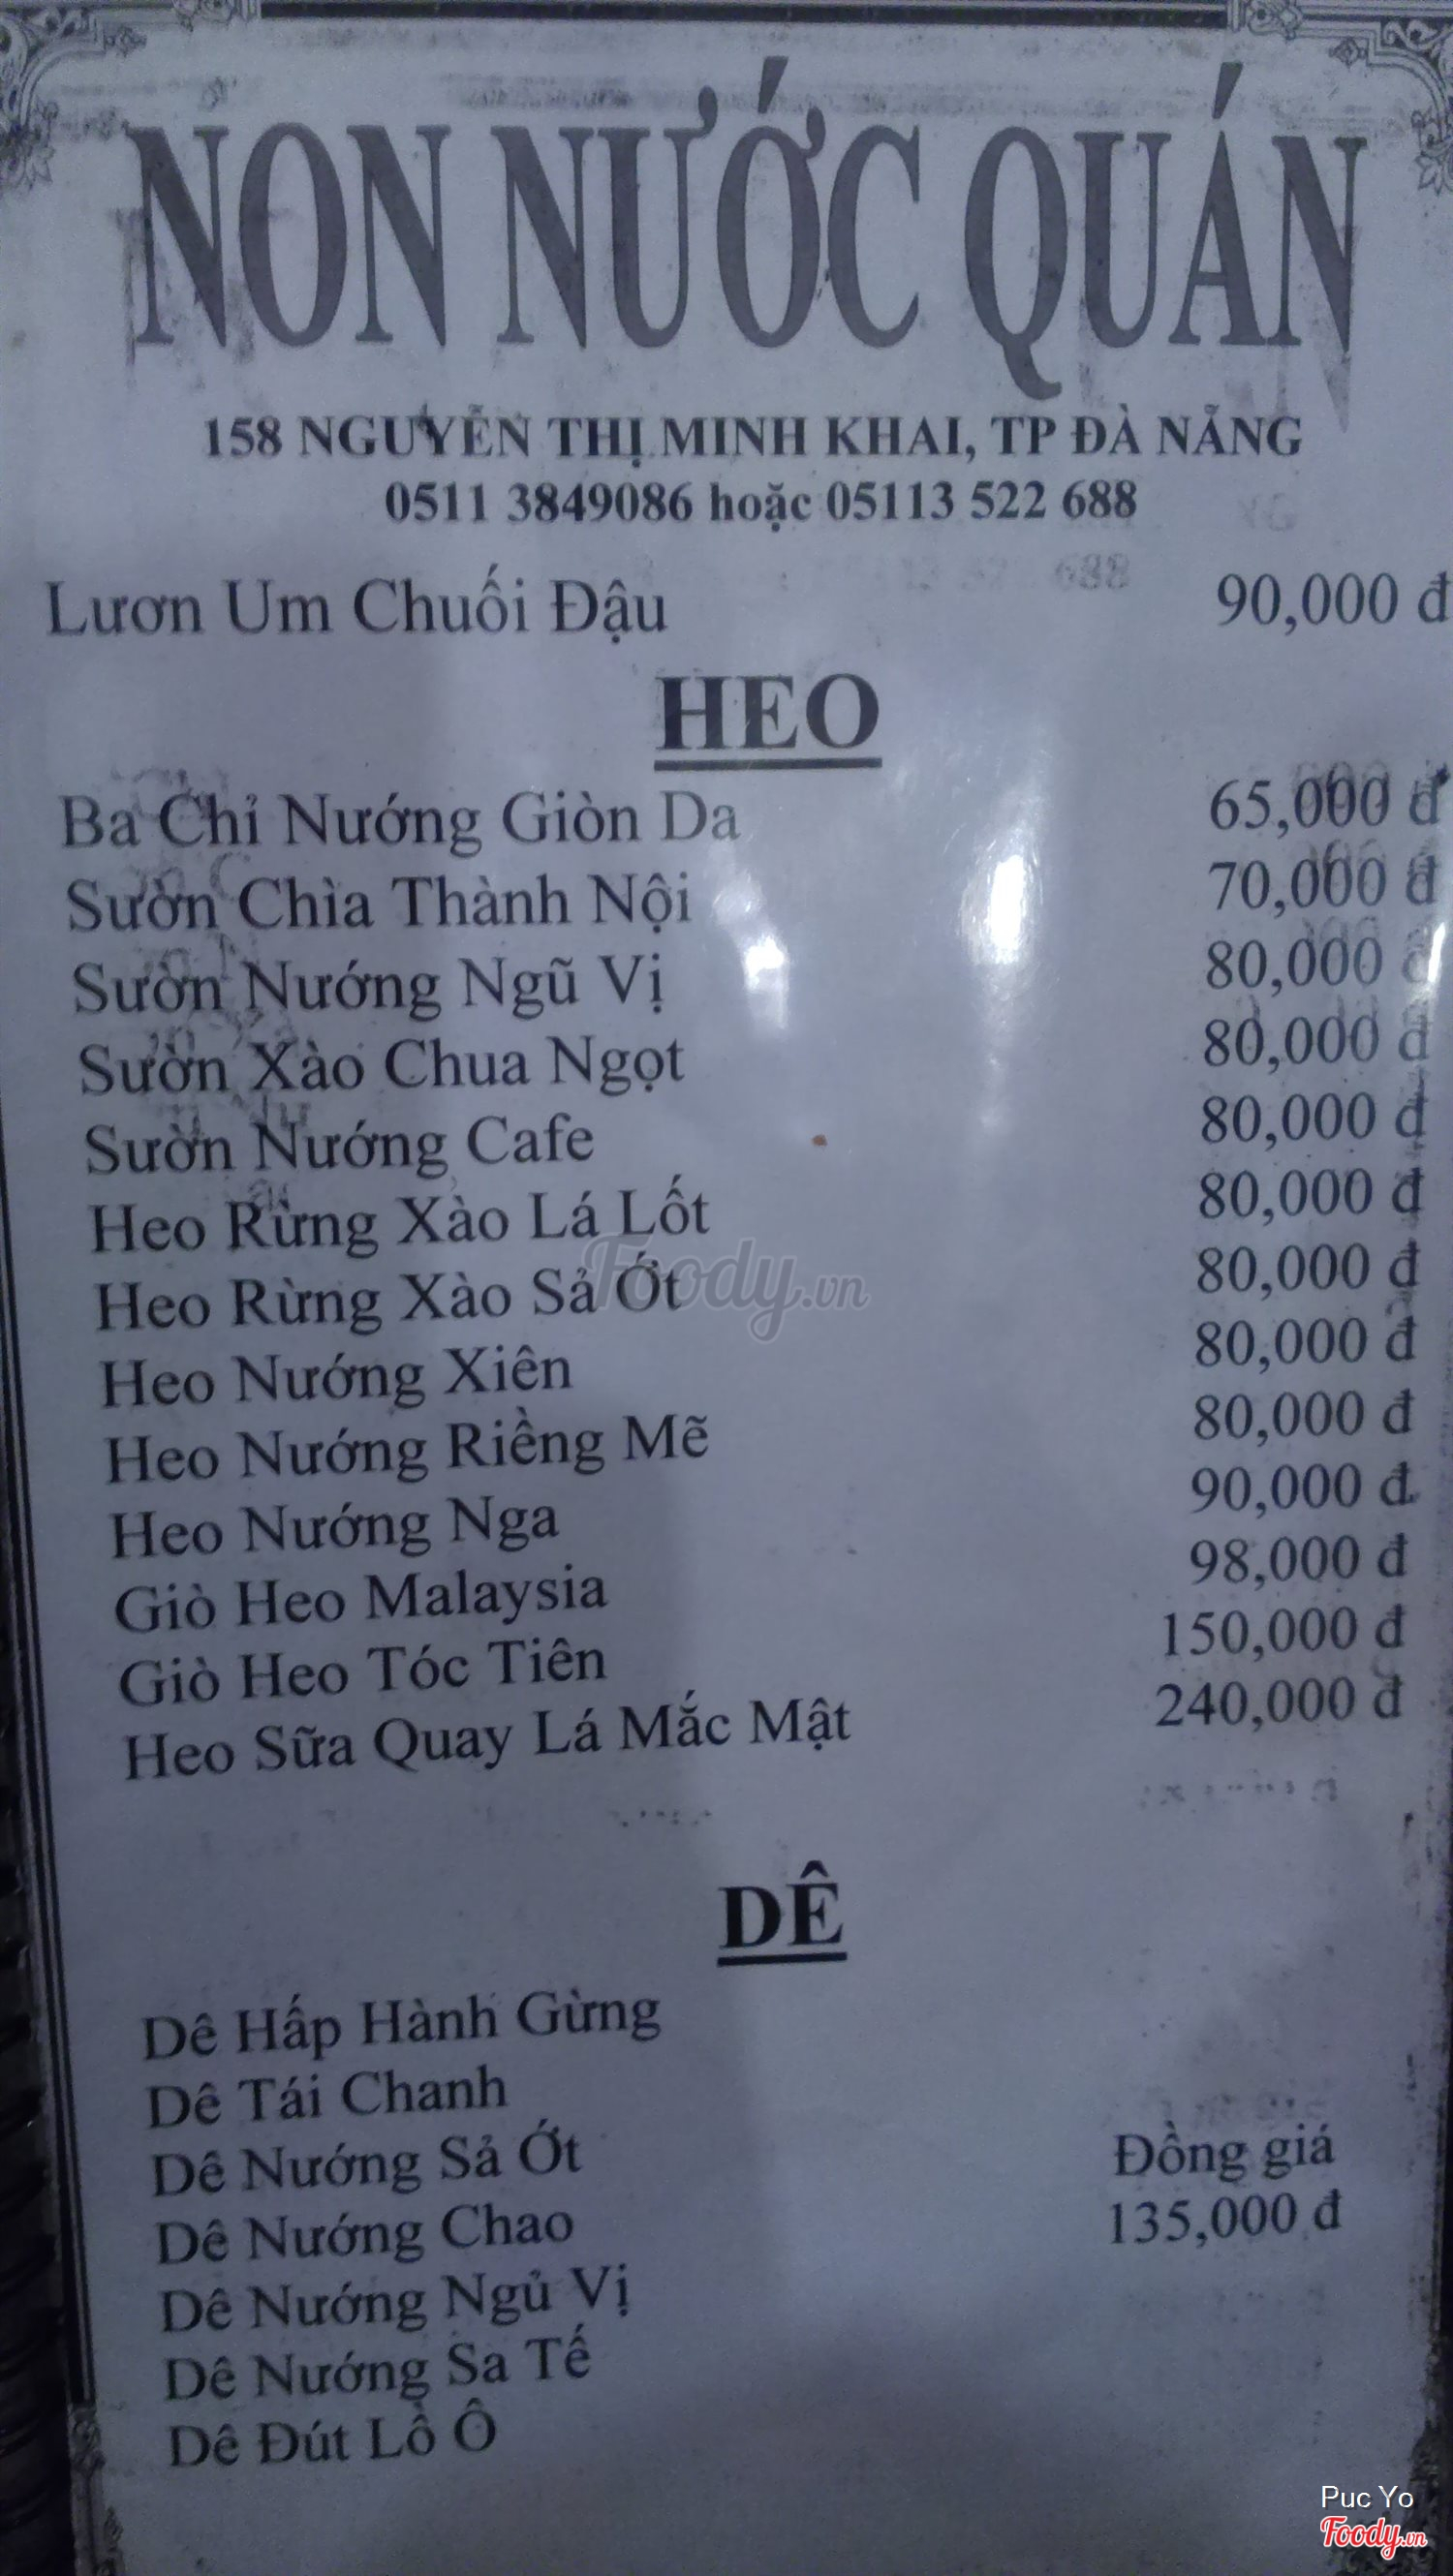 NON NƯỚC QUÁN
158 NGUYỄN THỊ MINH KHAI, TP ĐÀ NẴNG
0511 3849086 hoặc 05113 522 688
Lươn Um Chuối Đậu 90,000 đ
HEO
Ba Chỉ Nướng Giòn Da 65,000 đ
Sườn Chìa Thành Nội 70,000 đ
Sườn Nướng Ngũ Vị 80,000 đ
Sườn Xào Chua Ngọt 80,000 đ
Sườn Nướng Cafe 80,000 đ
Heo Rừng Xào Lá Lốt 80,000 đ
Heo Rừng Xào Sả Ớt 80,000 đ
Heo Nướng Xiên 80,000 đ
Heo Nướng Riềng Mẽ 80,000 đ
Heo Nướng Nga 90,000 đ
Giò Heo Malaysia 98,000 đ
Giò Heo Tóc Tiên 150,000 đ
Heo Sữa Quay Lá Mắc Mật 240,000 đ
DÊ
Dê Hấp Hành Gừng
Dê Tái Chanh
Dê Nướng Sả Ớt Đồng giá
Dê Nướng Chao 135,000 đ
Dê Nướng Ngủ Vị
Dê Nướng Sa Tế
Dê Đút Lồ Ô
Foody.vn
Puc Yo
Foody.vn